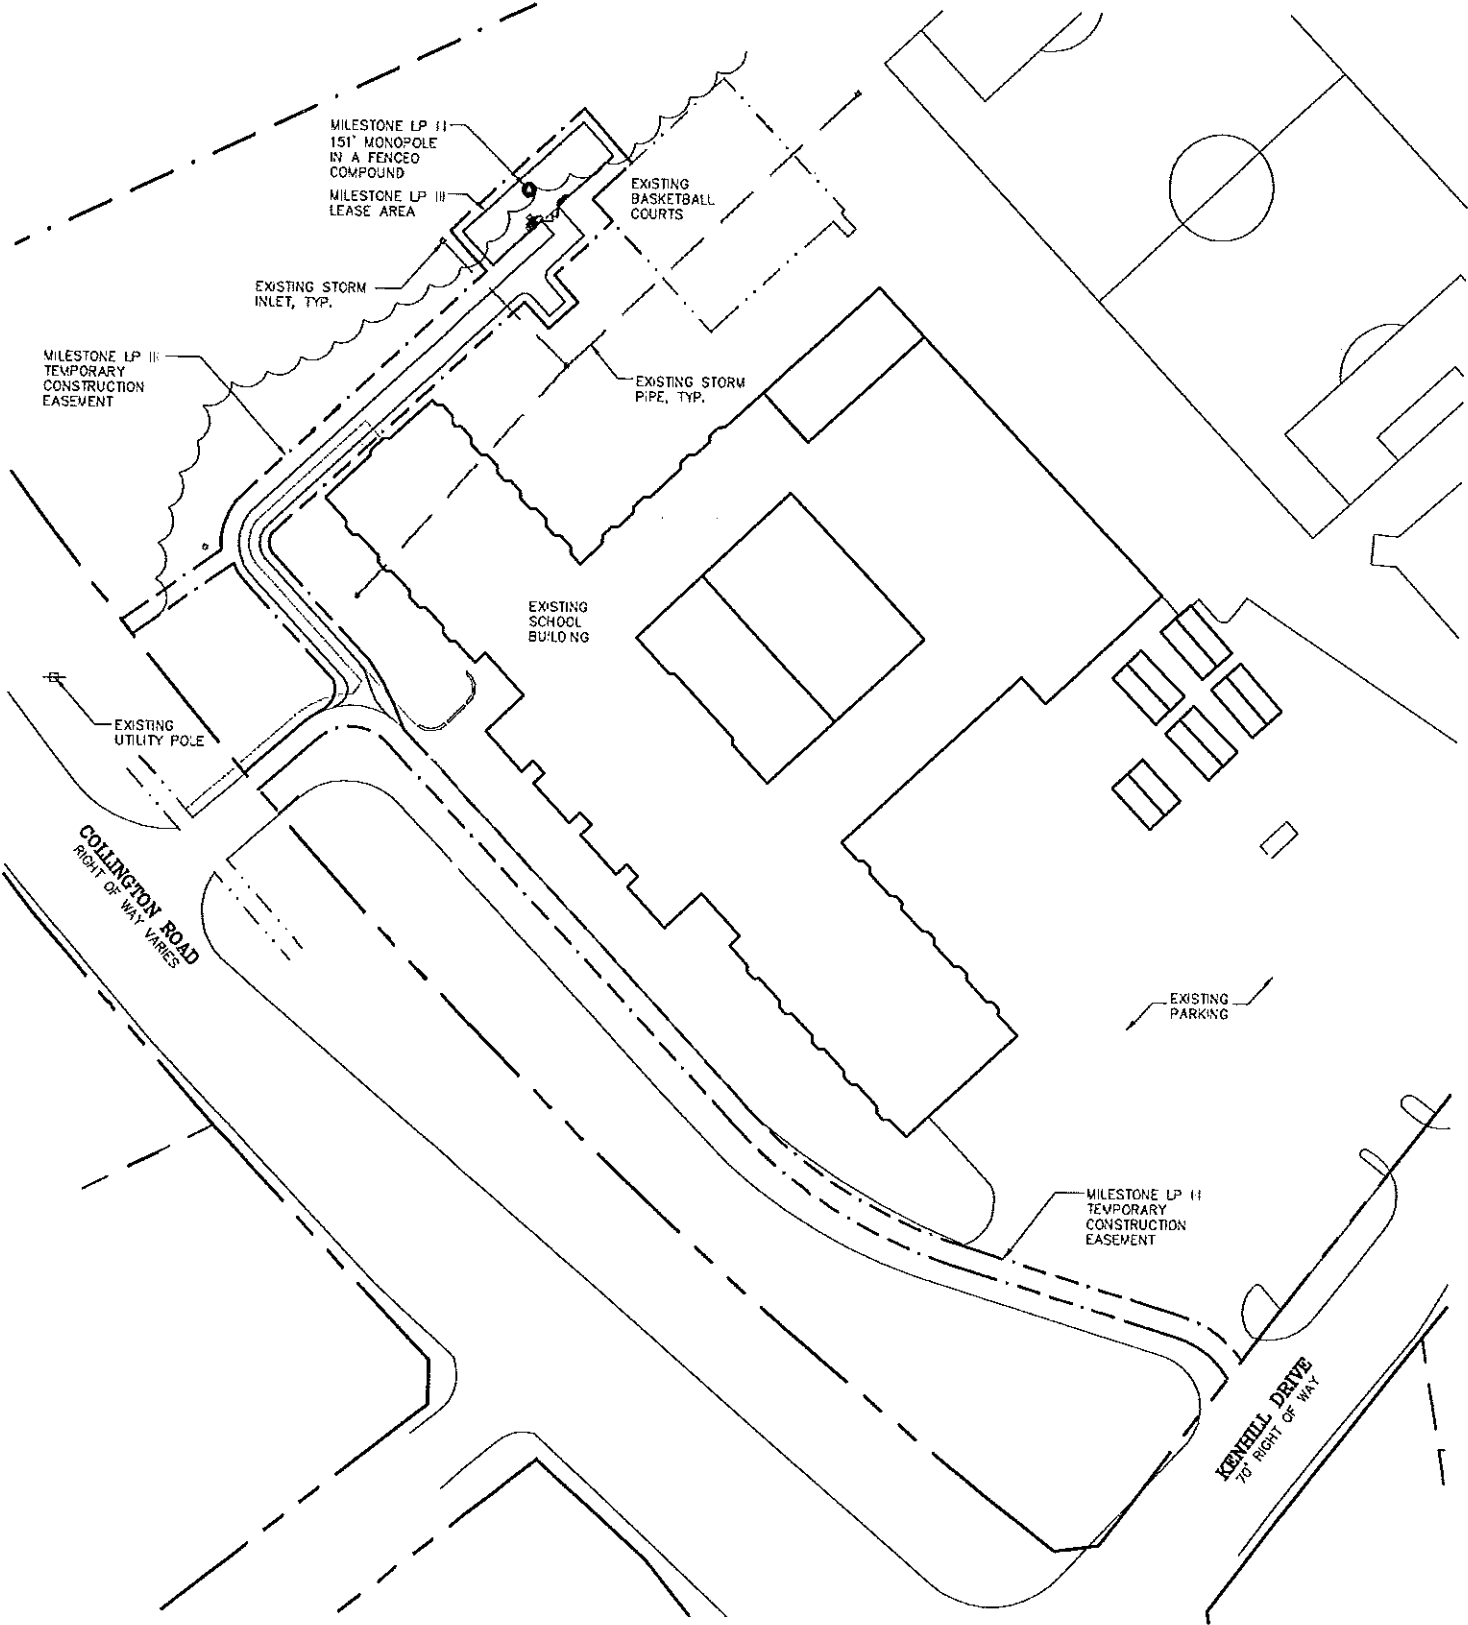 MILESTONE LP III
151' MONOPOLE
IN A FENCED
COMPOUND
MILESTONE LP III
LEASE AREA
EXISTING
BASKETBALL
COURTS
EXISTING STORM
INLET, TYP.
MILESTONE LP III
TEMPORARY
CONSTRUCTION
EASEMENT
EXISTING STORM
PIPE, TYP.
EXISTING
SCHOOL
BUILDING
EXISTING
UTILITY POLE
COLLINGTON ROAD
RIGHT OF WAY VARIES
EXISTING
PARKING
MILESTONE LP III
TEMPORARY
CONSTRUCTION
EASEMENT
KENHILL DRIVE
70' RIGHT OF WAY